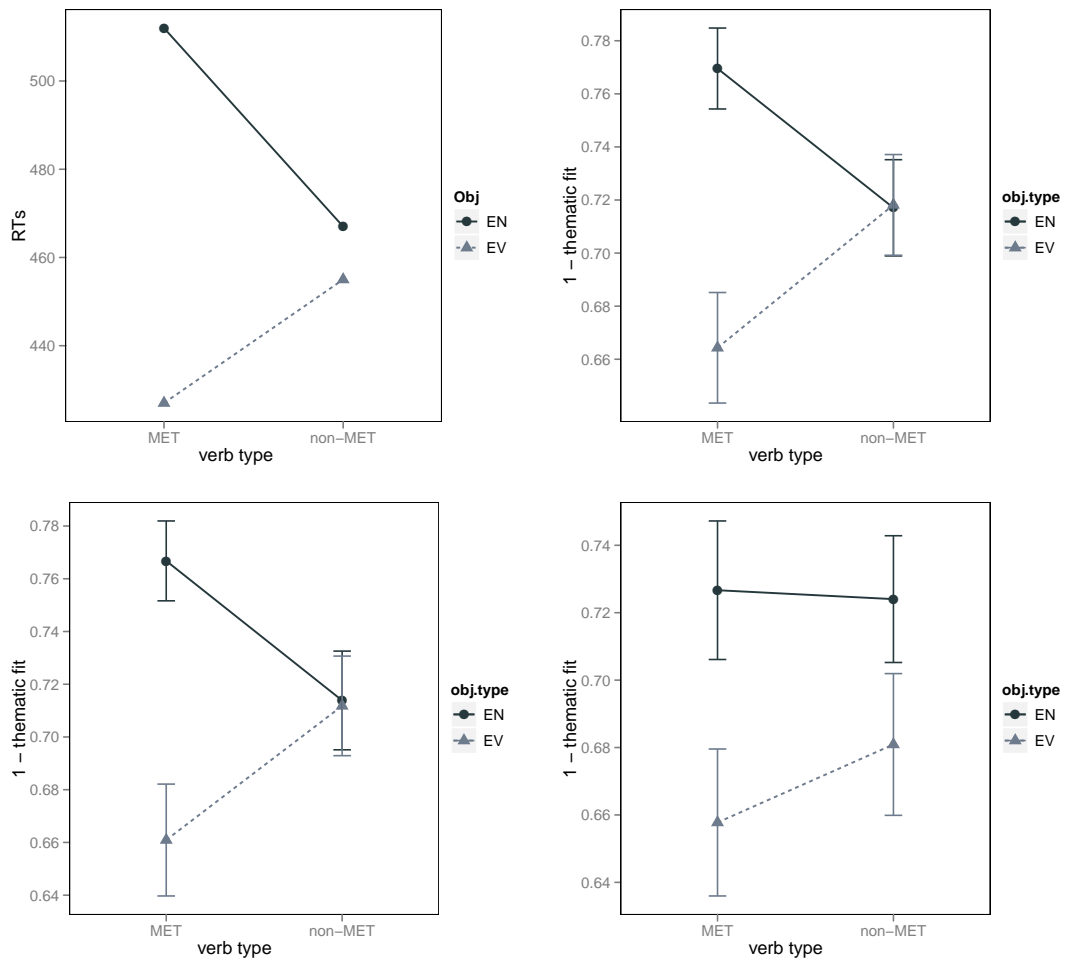 500
480
460
440
RTs
MET
non−MET
verb type
Obj
EN
EV
0.78
0.76
0.74
0.72
0.70
0.68
0.66
1 − thematic fit
MET
non−MET
verb type
obj.type
EN
EV
0.78
0.76
0.74
0.72
0.70
0.68
0.66
0.64
1 − thematic fit
MET
non−MET
verb type
obj.type
EN
EV
0.74
0.72
0.70
0.68
0.66
0.64
1 − thematic fit
MET
non−MET
verb type
obj.type
EN
EV